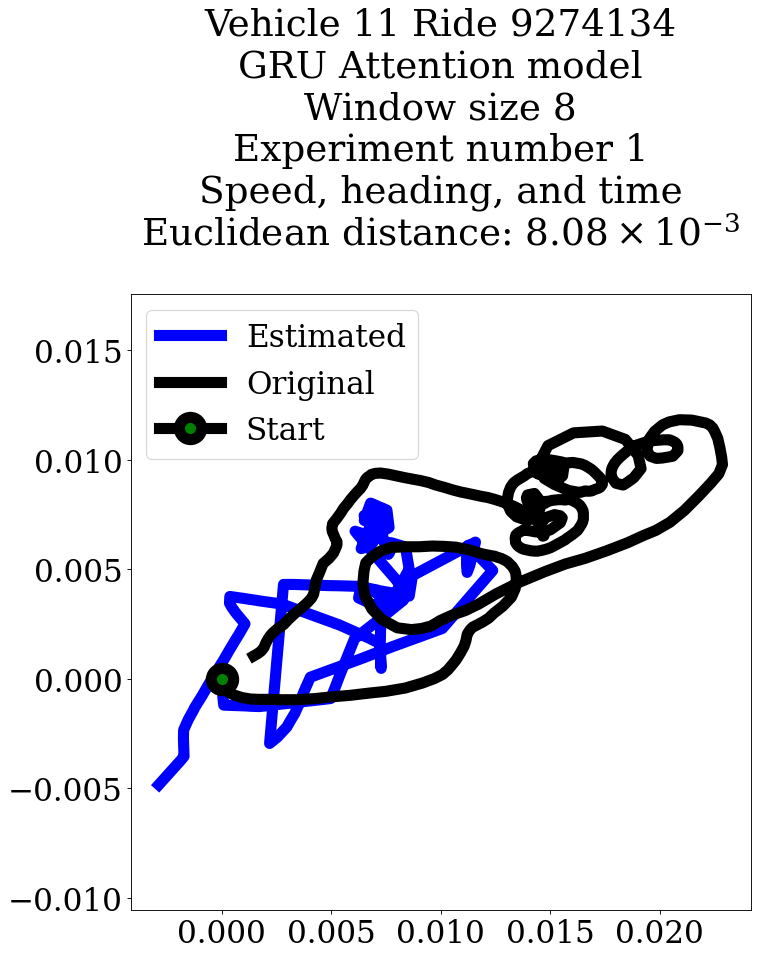 Vehicle 11 Ride 9274134
GRU Attention model
Window size 8
Experiment number 1
Speed, heading, and time
Euclidean distance: 8.08 × 10⁻³
Estimated
Original
Start
0.015
0.010
0.005
0.000
−0.005
−0.010
0.000 0.005 0.010 0.015 0.020